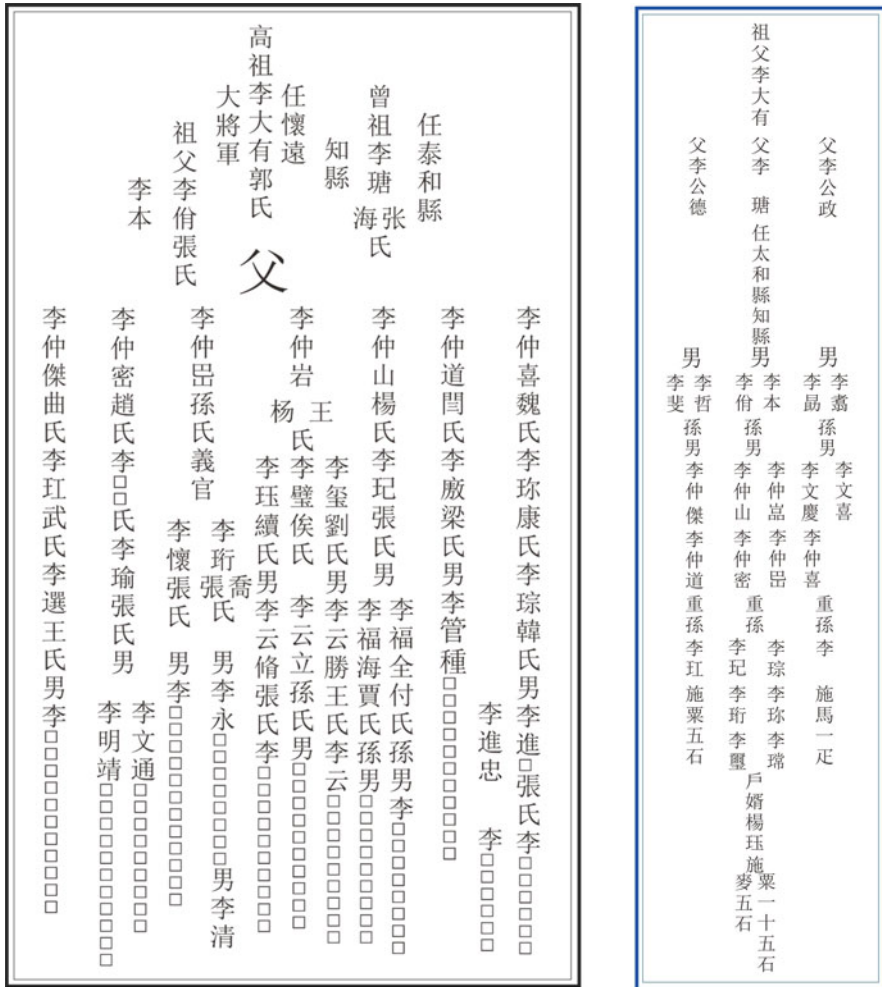 任泰和縣
曾祖李瑭
张
海
氏
知縣
任懷遠
高祖李大有郭氏
大將軍
祖父李佾張氏
李本
父
李仲喜魏氏李珎康氏李琮韓氏男李進□張氏李□□□□□□
李進忠 李□□□□□□
李仲道閆氏李廒梁氏男李管種□□□□□□□□□□
李仲山楊氏李玘張氏男
李福全付氏孫男李□□□□□□□□
李福海賈氏孫男□□□□□□□□
李仲岩
王
杨
氏
李玺劉氏男李云勝王氏李云□□□□□□□□
李璧俟氏 李云立孫氏男□□□□□□□□□
李珏續氏男李云脩張氏李□□□□□□□□□
李仲岊孫氏義官
李珩
喬
張
氏 男李永□□□□□□□男李清
李懷張氏 男李□□□□□□□□□□
李仲密趙氏李□□氏李瑜張氏男
李文通□□□□□□□□
李明靖□□□□□□□□□□
李仲傑曲氏李玒武氏李選王氏男李□□□□□□□□□□
祖父李大有
父李公政
父李 瑭 任太和縣知縣
父李公德
男
李翥
李勗
孫男
李文喜
李文慶 李仲喜
重孫
李 施馬一疋
男
李本
李佾
孫男
李仲嵓 李仲岊
李仲山 李仲密
重孫
李琮 李珎 李瑺
李玘 李珩 李璽
男
李哲
李斐
孫男
李仲傑 李仲道
重孫
李玒 施粟五石
戶婿楊珏施
粟一十五石
麥五石